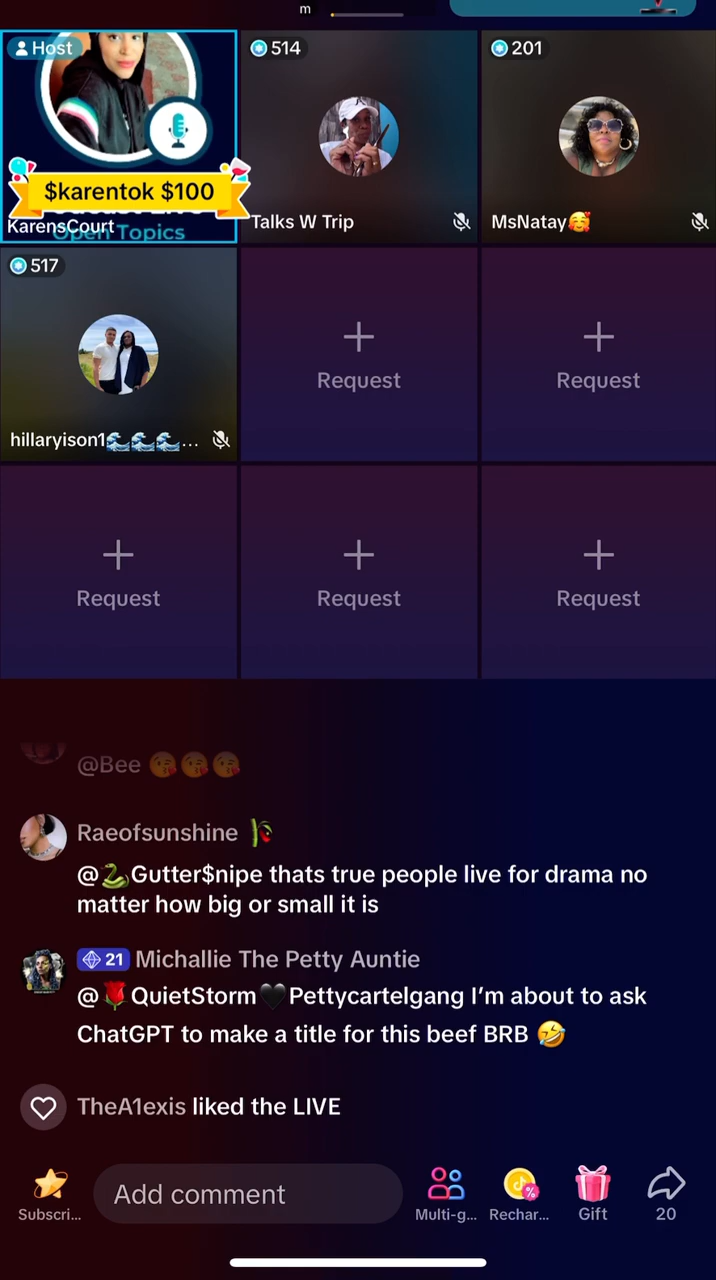 m
Host
514
201
$karentok $100
KarensCourt
Open Topics
Talks W Trip
MsNatay🥰
517
Request
Request
hillaryison1🌊🌊🌊...
Request
Request
Request
@Bee 😘😘😘
Raeofsunshine
@🐍Gutter$nipe thats true people live for drama no
matter how big or small it is
21 Michallie The Petty Auntie
@🌹QuietStorm🖤Pettycartelgang I’m about to ask
ChatGPT to make a title for this beef BRB 🤣
TheA1exis liked the LIVE
Add comment
Subscri...
Multi-g...
Rechar...
Gift
20